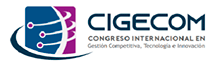 CIGECOM
CONGRESO INTERNACIONAL EN
Gestión Competitiva, Tecnología e Innovación